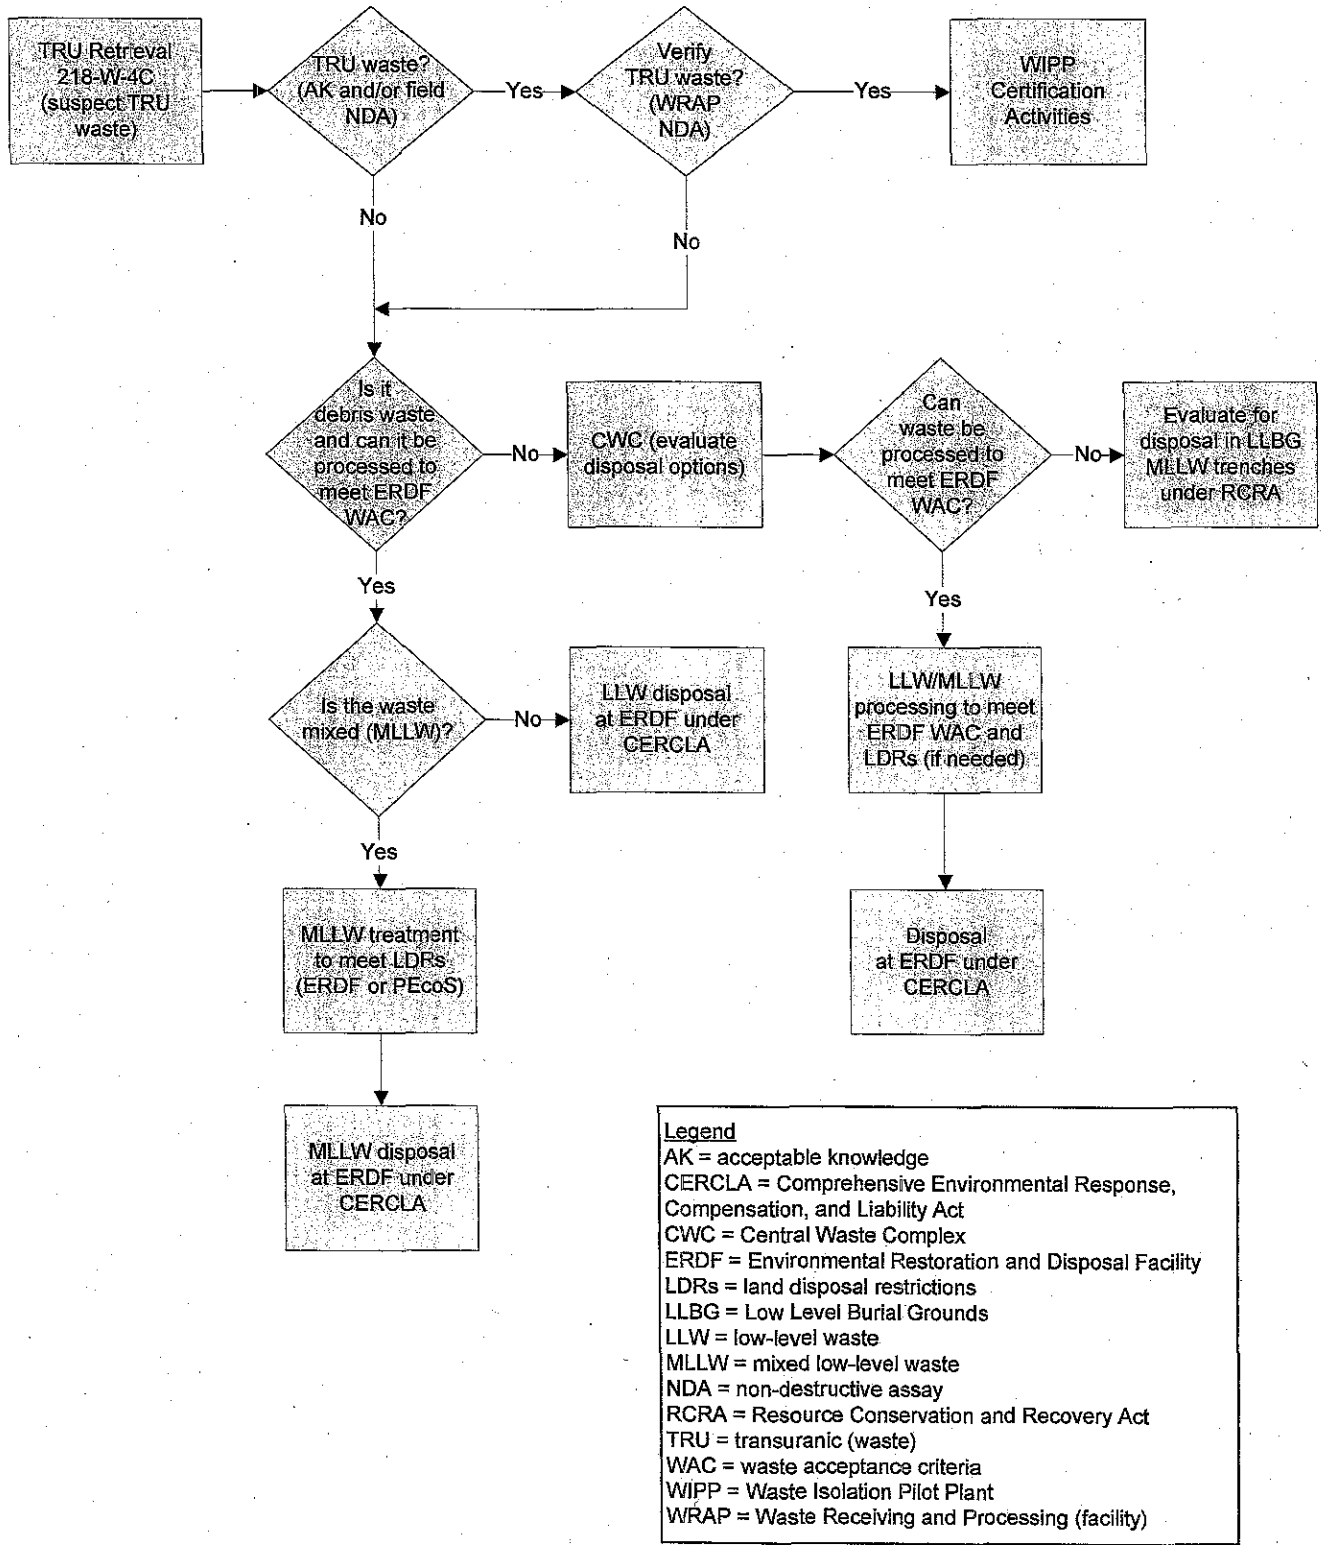 TRU Retrieval
218-W-4C
(suspect TRU
waste)
TRU waste?
(AK and/or field
NDA)
Yes
Verify
TRU waste?
(WRAP
NDA)
Yes
WIPP
Certification
Activities
No
No
Is it
debris waste
and can it be
processed to
meet ERDF
WAC?
No
CWC (evaluate
disposal options)
Can
waste be
processed to
meet ERDF
WAC?
No
Evaluate for
disposal in LLBG
MLLW trenches
under RCRA
Yes
Yes
Is the waste
mixed (MLLW)?
No
LLW disposal
at ERDF under
CERCLA
LLW/MLLW
processing to meet
ERDF WAC and
LDRs (if needed)
Yes
MLLW treatment
to meet LDRs
(ERDF or PEcoS)
Disposal
at ERDF under
CERCLA
MLLW disposal
at ERDF under
CERCLA
Legend
AK = acceptable knowledge
CERCLA = Comprehensive Environmental Response,
Compensation, and Liability Act
CWC = Central Waste Complex
ERDF = Environmental Restoration and Disposal Facility
LDRs = land disposal restrictions
LLBG = Low Level Burial Grounds
LLW = low-level waste
MLLW = mixed low-level waste
NDA = non-destructive assay
RCRA = Resource Conservation and Recovery Act
TRU = transuranic (waste)
WAC = waste acceptance criteria
WIPP = Waste Isolation Pilot Plant
WRAP = Waste Receiving and Processing (facility)